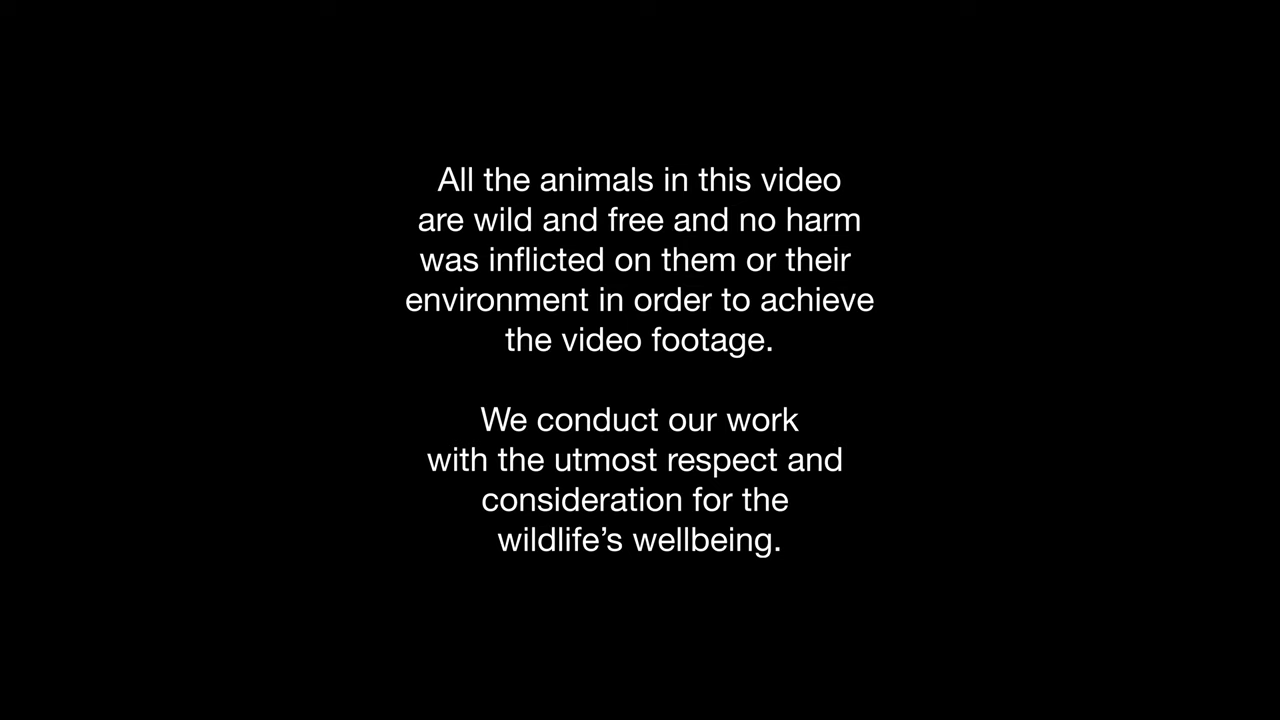 All the animals in this video
are wild and free and no harm
was inflicted on them or their
environment in order to achieve
the video footage.
We conduct our work
with the utmost respect and
consideration for the
wildlife’s wellbeing.